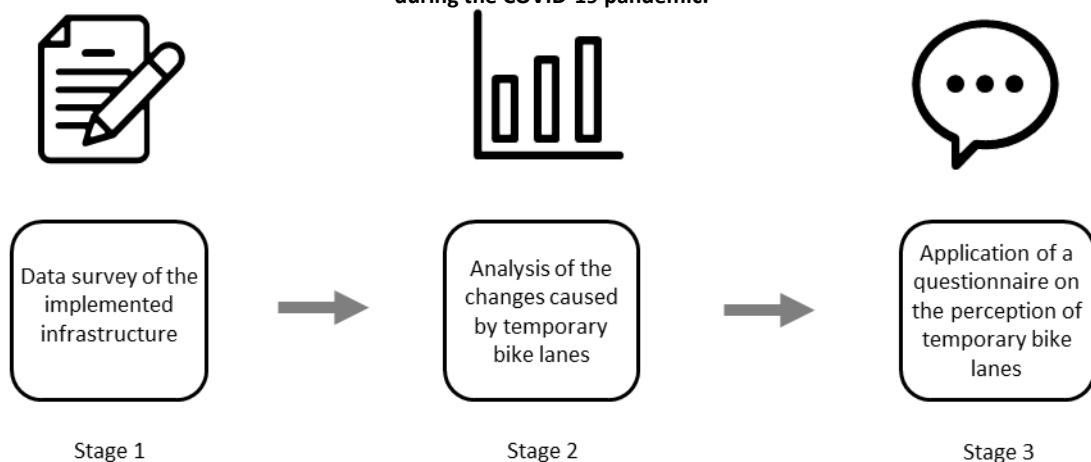 during the COVID-19 pandemic.
Data survey of the
implemented
infrastructure
Analysis of the
changes caused
by temporary
bike lanes
Application of a
questionnaire on
the perception of
temporary bike
lanes
Stage 1
Stage 2
Stage 3